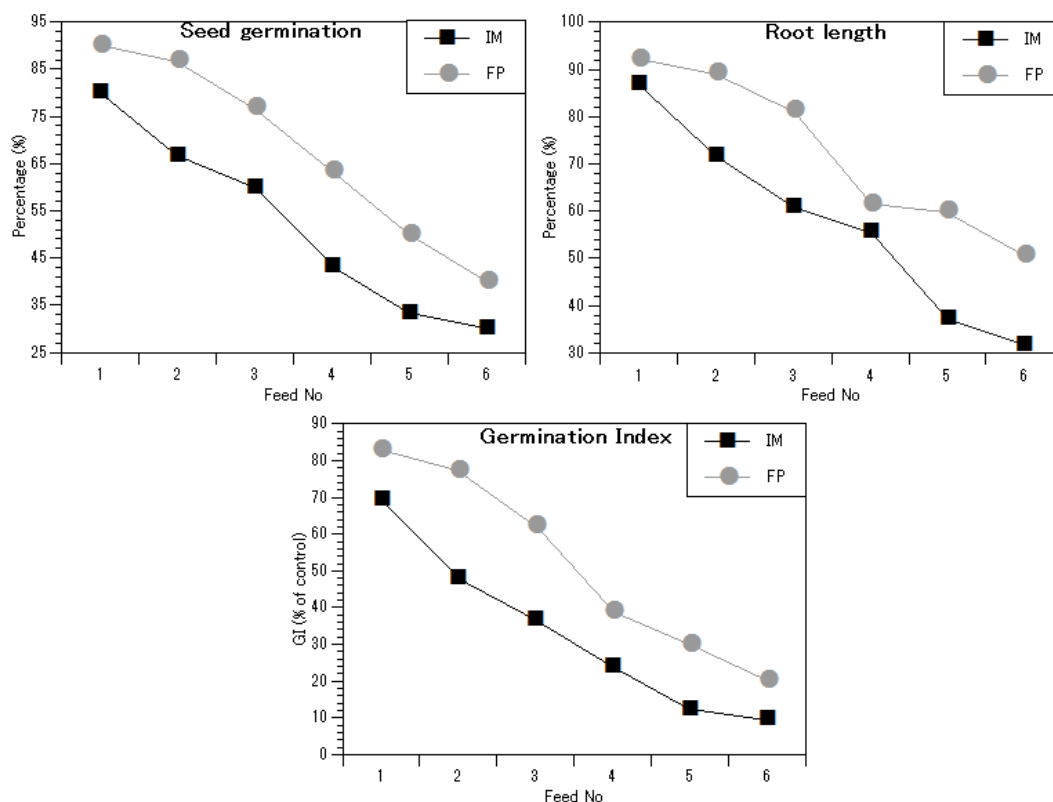 Seed germination
IM
FP
95
85
75
65
55
45
35
25
Percentage (%)
1 2 3 4 5 6
Feed No
Root length
IM
FP
100
90
80
70
60
50
40
30
Percentage (%)
1 2 3 4 5 6
Feed No
Germination Index
IM
FP
90
80
70
60
50
40
30
20
10
0
GI (% of control)
1 2 3 4 5 6
Feed No